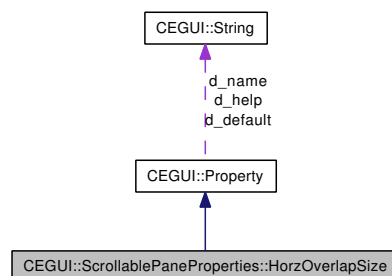 CEGUI::String
d_name
d_help
d_default
CEGUI::Property
CEGUI::ScrollablePaneProperties::HorzOverlapSize